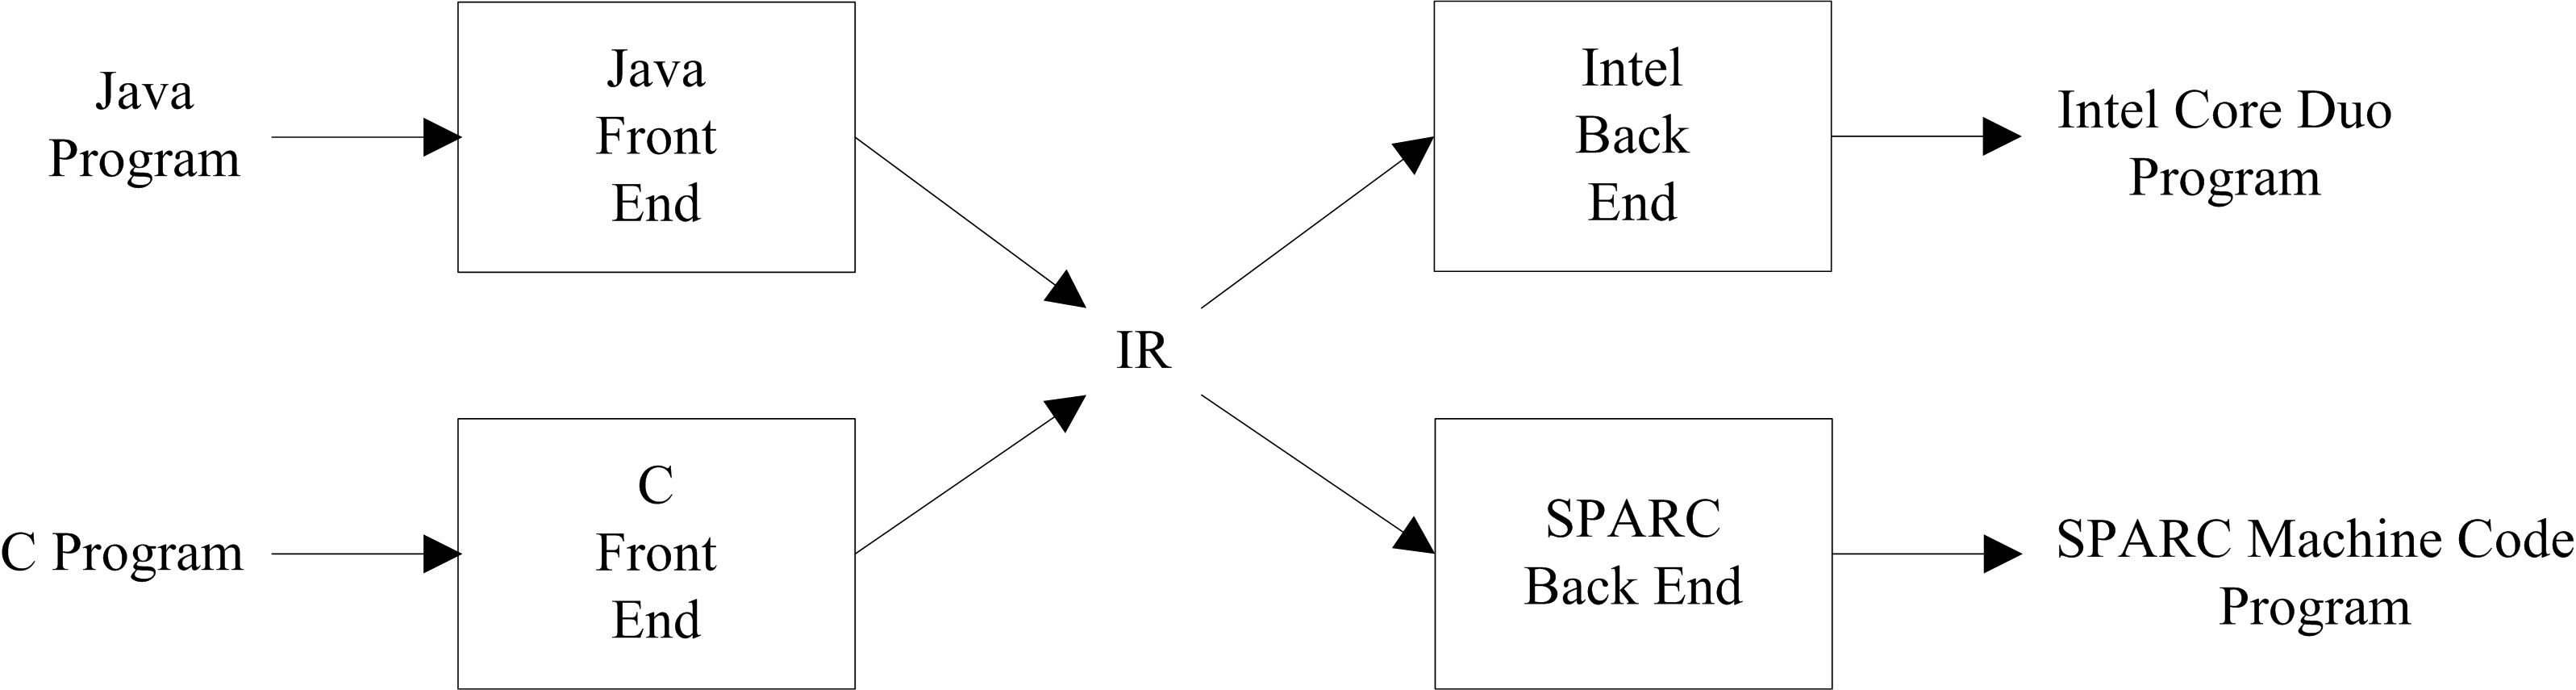 Java
Program
Java
Front
End
Intel
Back
End
Intel Core Duo
Program
IR
C Program
C
Front
End
SPARC
Back End
SPARC Machine Code
Program